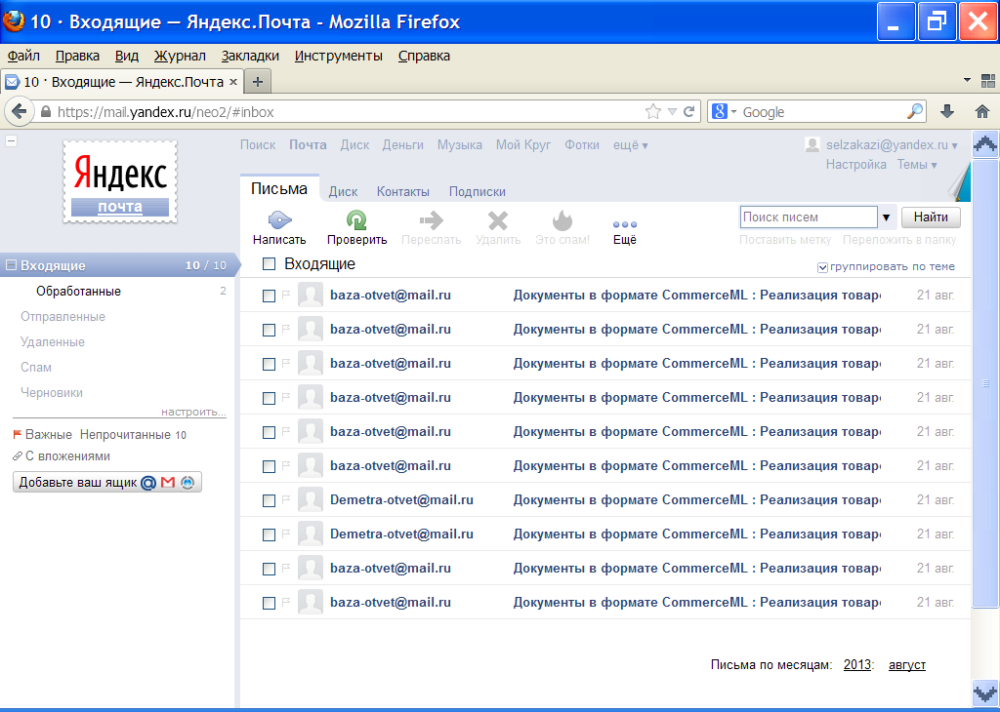 10 · Входящие — Яндекс.Почта - Mozilla Firefox
Файл Правка Вид Журнал Закладки Инструменты Справка
10 · Входящие — Яндекс.Почта × +
https://mail.yandex.ru/neo2/#inbox Google
Поиск Почта Диск Деньги Музыка Мой Круг Фотки ещё selzakazi@yandex.ru
Настройка Темы
Яндекс
почта
Письма Диск Контакты Подписки
Поиск писем Найти
Написать Проверить Переслать Удалить Это спам! Ещё Поставить метку Переложить в папку
Входящие 10 / 10
Обработанные 2
Отправленные
Удаленные
Спам
Черновики
настроить...
Важные Непрочитанные 10
С вложениями
Добавьте ваш ящик
Входящие группировать по теме
baza-otvet@mail.ru Документы в формате CommerceML : Реализация товар 21 авг.
baza-otvet@mail.ru Документы в формате CommerceML : Реализация товар 21 авг.
baza-otvet@mail.ru Документы в формате CommerceML : Реализация товар 21 авг.
baza-otvet@mail.ru Документы в формате CommerceML : Реализация товар 21 авг.
baza-otvet@mail.ru Документы в формате CommerceML : Реализация товар 21 авг.
baza-otvet@mail.ru Документы в формате CommerceML : Реализация товар 21 авг.
Demetra-otvet@mail.ru Документы в формате CommerceML : Реализация товар 21 авг.
Demetra-otvet@mail.ru Документы в формате CommerceML : Реализация товар 21 авг.
baza-otvet@mail.ru Документы в формате CommerceML : Реализация товар 21 авг.
baza-otvet@mail.ru Документы в формате CommerceML : Реализация товар 21 авг.
Письма по месяцам: 2013: август